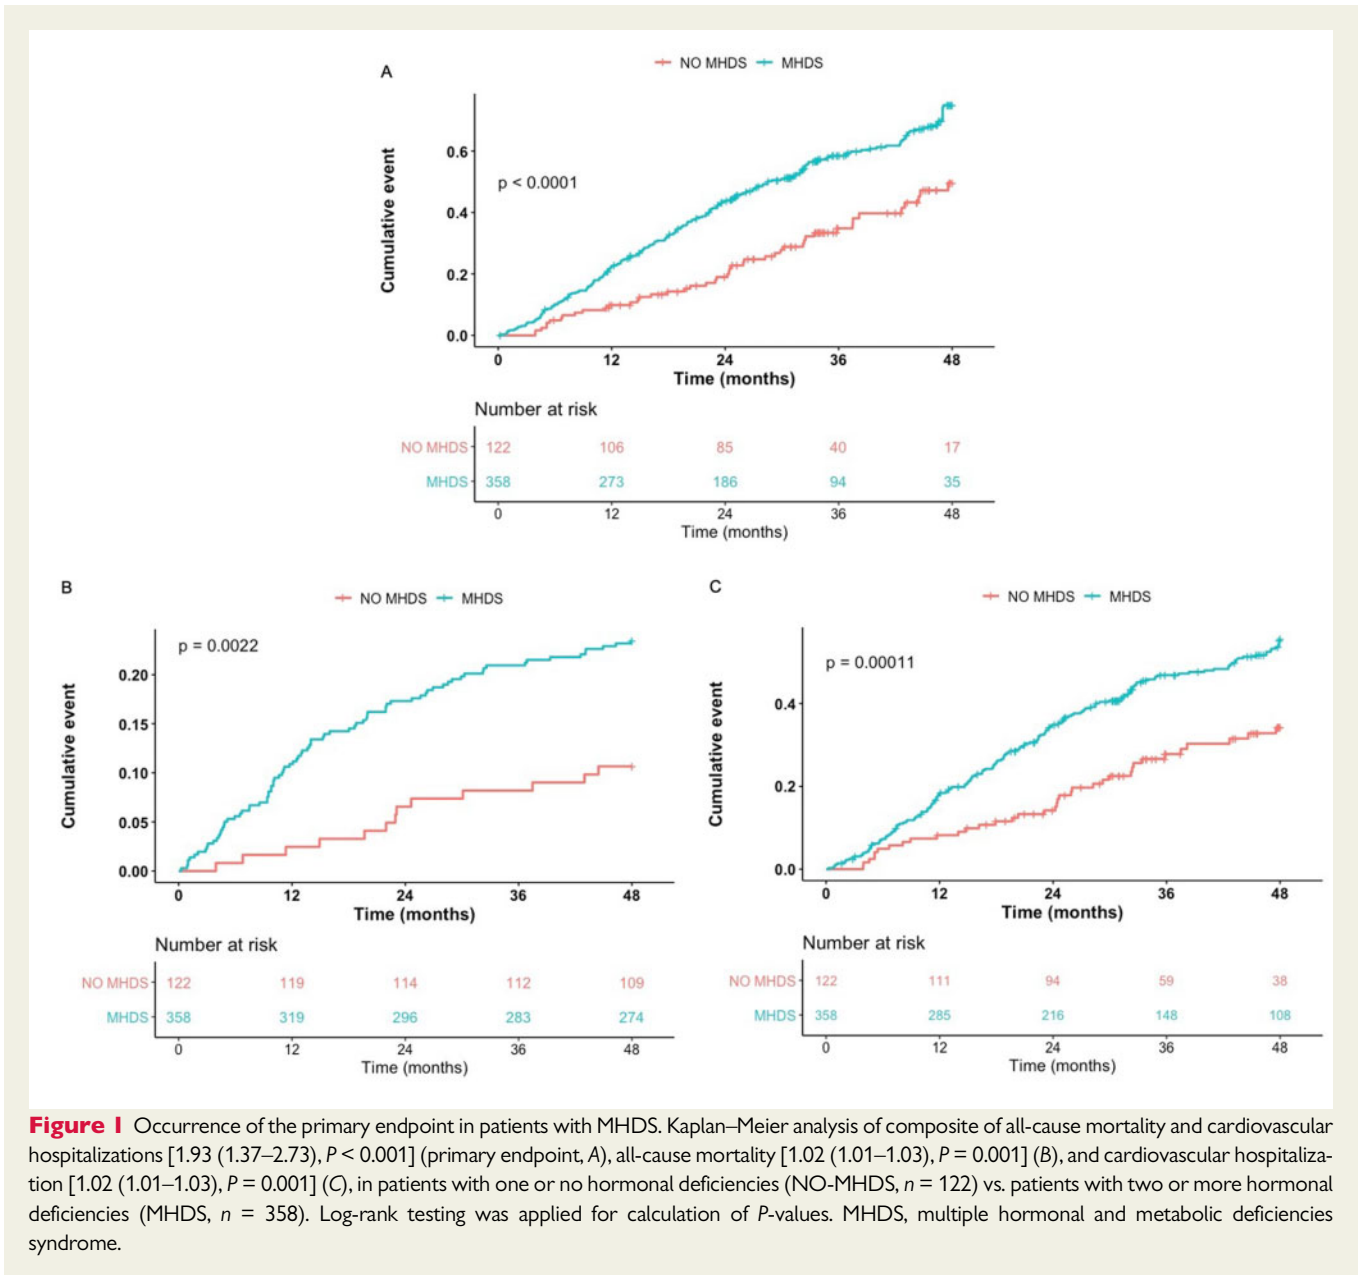 A
NO MHDS MHDS
Cumulative event
0.6
0.4
0.2
0.0
p < 0.0001
0 12 24 36 48
Time (months)
Number at risk
NO MHDS 122 106 85 40 17
MHDS 358 273 186 94 35
0 12 24 36 48
Time (months)
B
NO MHDS MHDS
p = 0.0022
Cumulative event
0.20
0.15
0.10
0.05
0.00
0 12 24 36 48
Time (months)
Number at risk
NO MHDS 122 119 114 112 109
MHDS 358 319 296 283 274
0 12 24 36 48
Time (months)
C
NO MHDS MHDS
p = 0.00011
Cumulative event
0.4
0.2
0.0
0 12 24 36 48
Time (months)
Number at risk
NO MHDS 122 111 94 59 38
MHDS 358 285 216 148 108
0 12 24 36 48
Time (months)
Figure 1 Occurrence of the primary endpoint in patients with MHDS. Kaplan–Meier analysis of composite of all-cause mortality and cardiovascular
hospitalizations [1.93 (1.37–2.73), P < 0.001] (primary endpoint, A), all-cause mortality [1.02 (1.01–1.03), P = 0.001] (B), and cardiovascular hospitaliza-
tion [1.02 (1.01–1.03), P = 0.001] (C), in patients with one or no hormonal deficiencies (NO-MHDS, n = 122) vs. patients with two or more hormonal
deficiencies (MHDS, n = 358). Log-rank testing was applied for calculation of P-values. MHDS, multiple hormonal and metabolic deficiencies
syndrome.